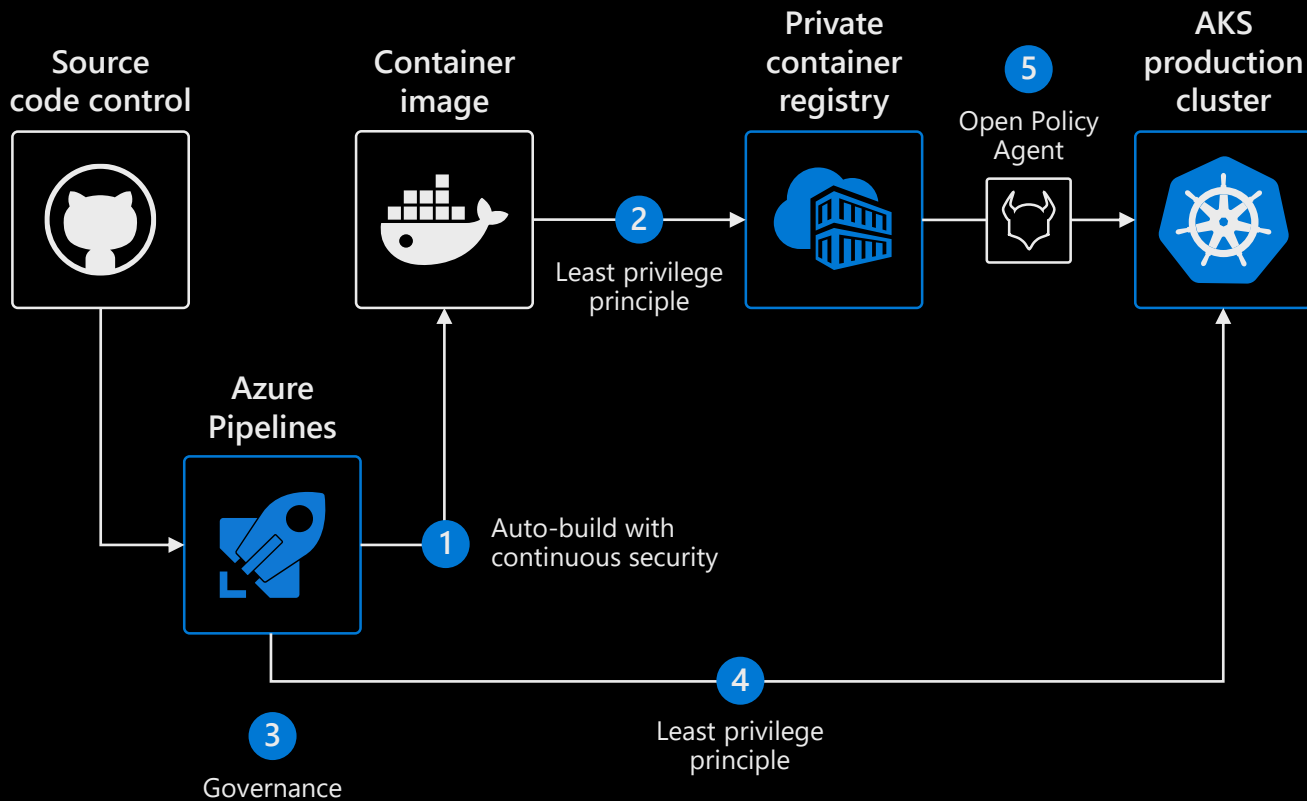 Source
code control
Container
image
Private
container
registry
5
Open Policy
Agent
AKS
production
cluster
2
Least privilege
principle
Azure
Pipelines
1
Auto-build with
continuous security
4
Least privilege
principle
3
Governance